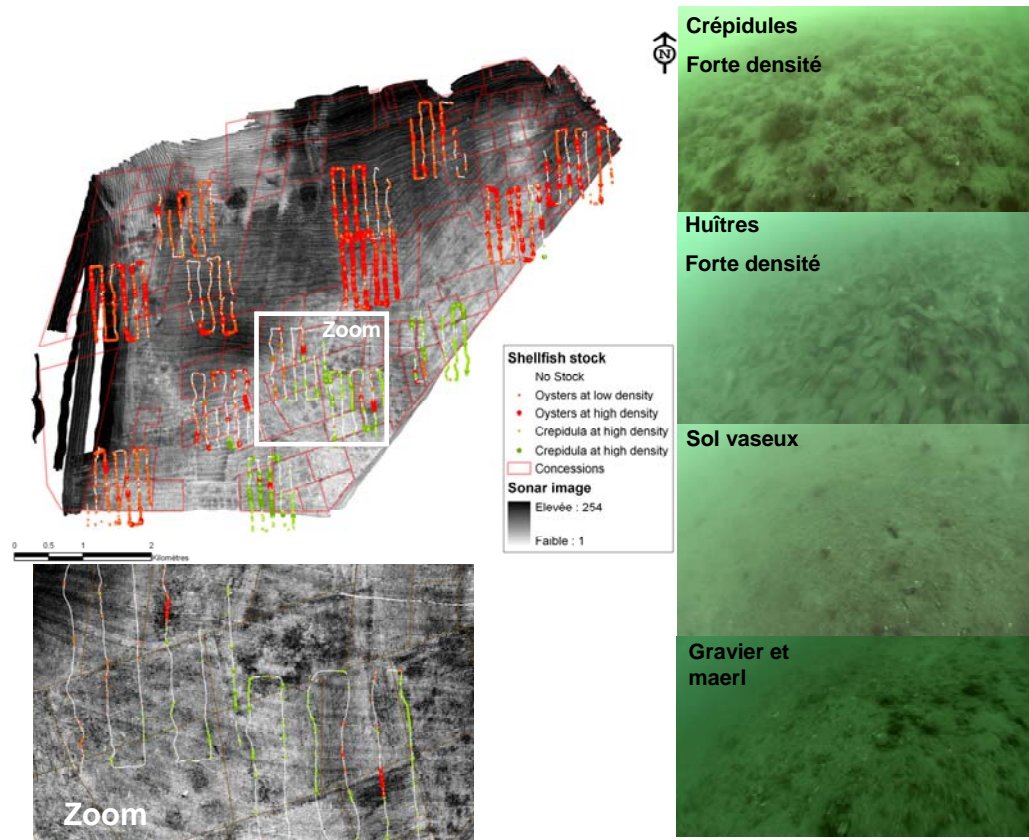 N
Zoom
Shellfish stock
No Stock
Oysters at low density
Oysters at high density
Crepidula at high density
Crepidula at high density
Concessions
Sonar image
Elevée : 254
Faible : 1
0 0.5 1 2
Kilomètres
Zoom
Crépidules
Forte densité
Huîtres
Forte densité
Sol vaseux
Gravier et
maerl